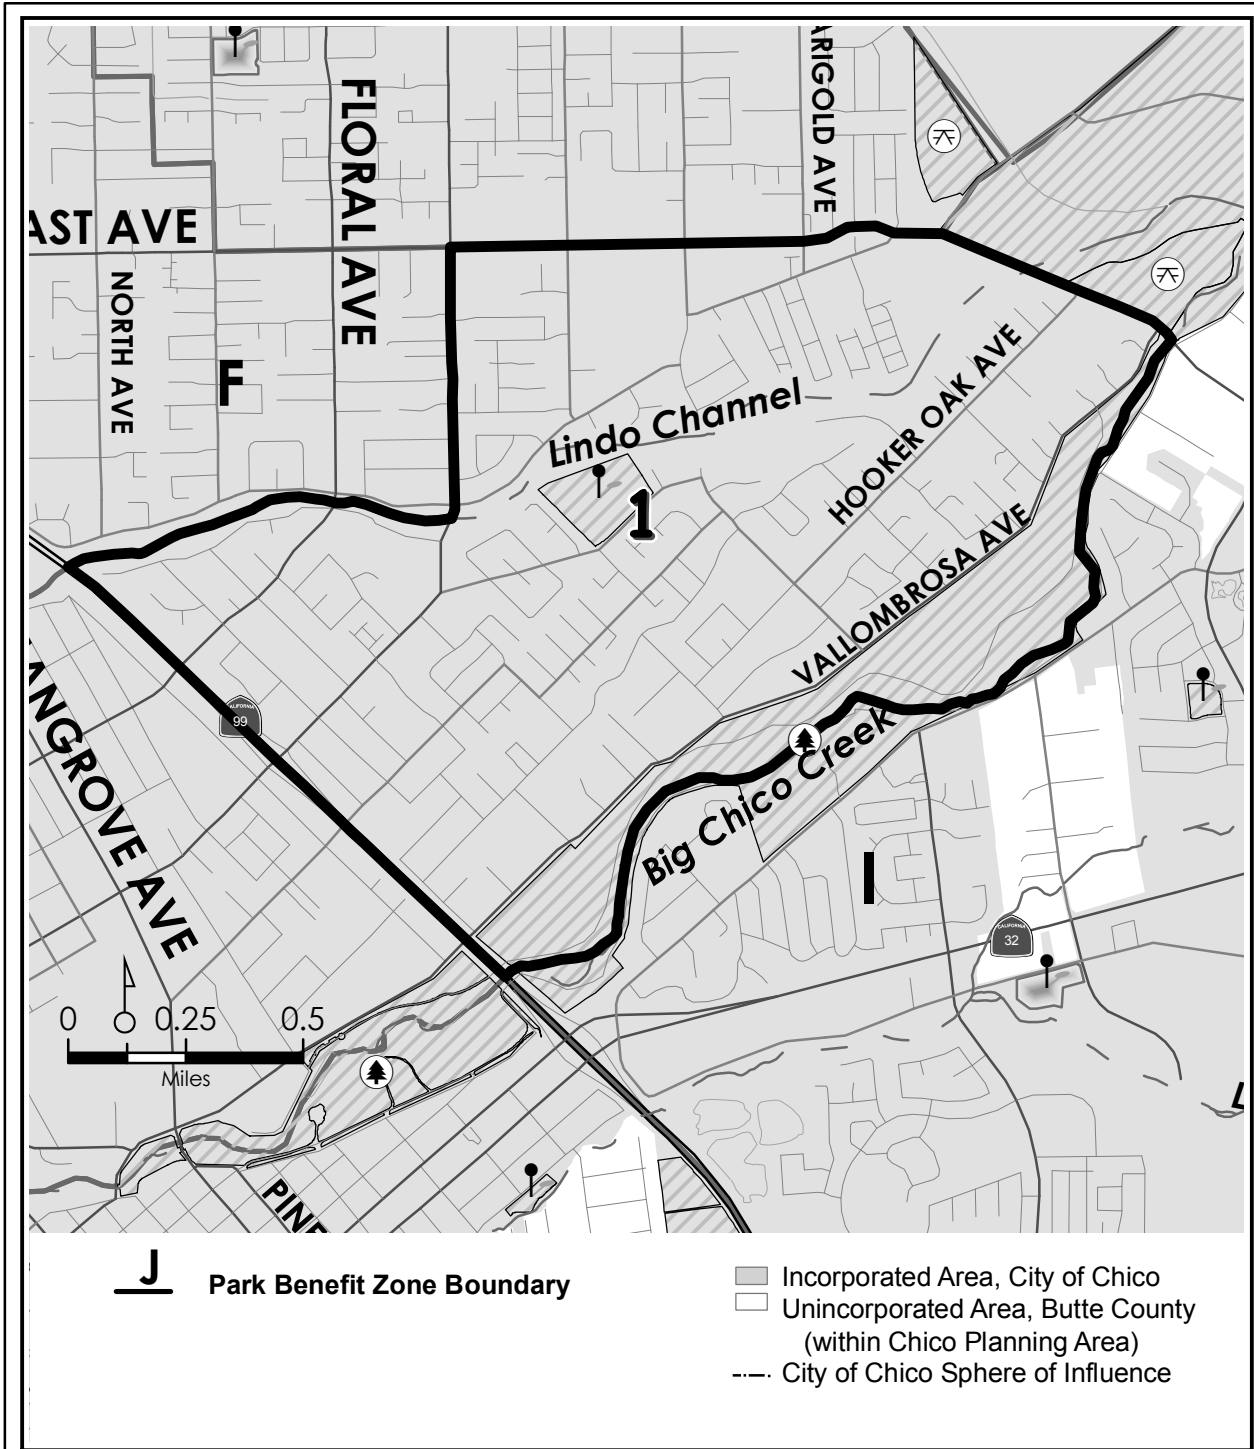 ARIGOLD AVE
FLORAL AVE
AST AVE
NORTH AVE
F
Lindo Channel
HOOKER OAK AVE
1
VALLOMBROSA AVE
ANGROVE AVE
CALIFORNIA
99
Big Chico Creek
I
CALIFORNIA
32
0 0.25 0.5
Miles
L
PINE
J Park Benefit Zone Boundary
Incorporated Area, City of Chico
Unincorporated Area, Butte County
(within Chico Planning Area)
City of Chico Sphere of Influence